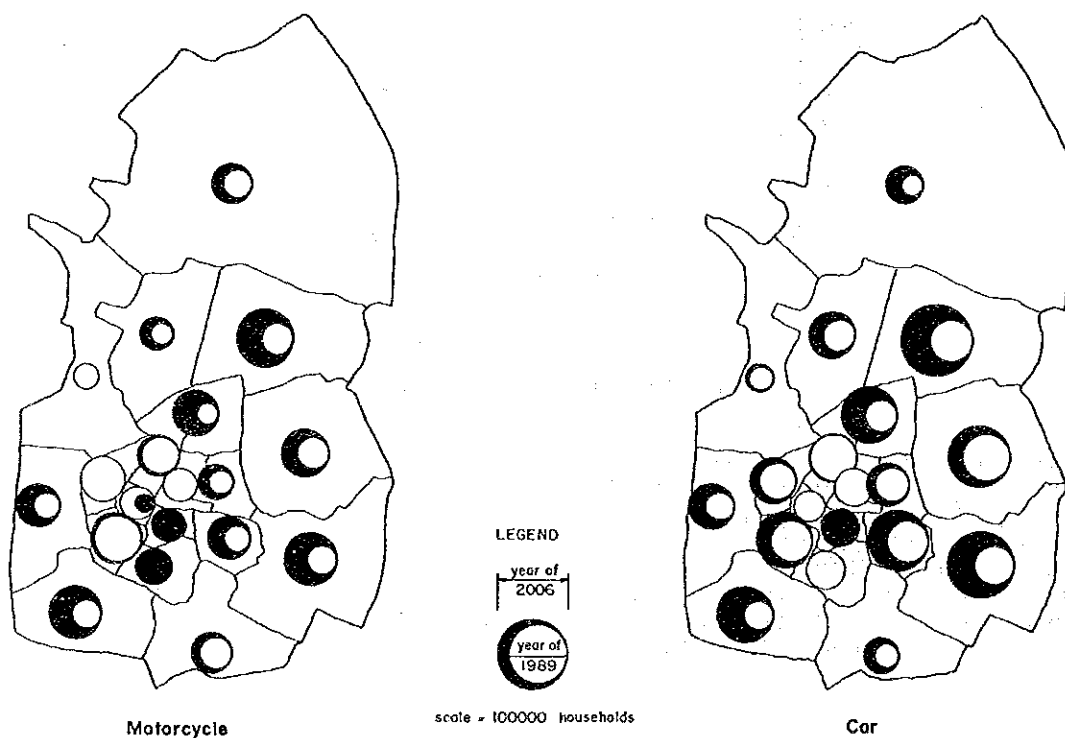 LEGEND
year of
2006
year of
1989
scale = 100000 households
Motorcycle
Car